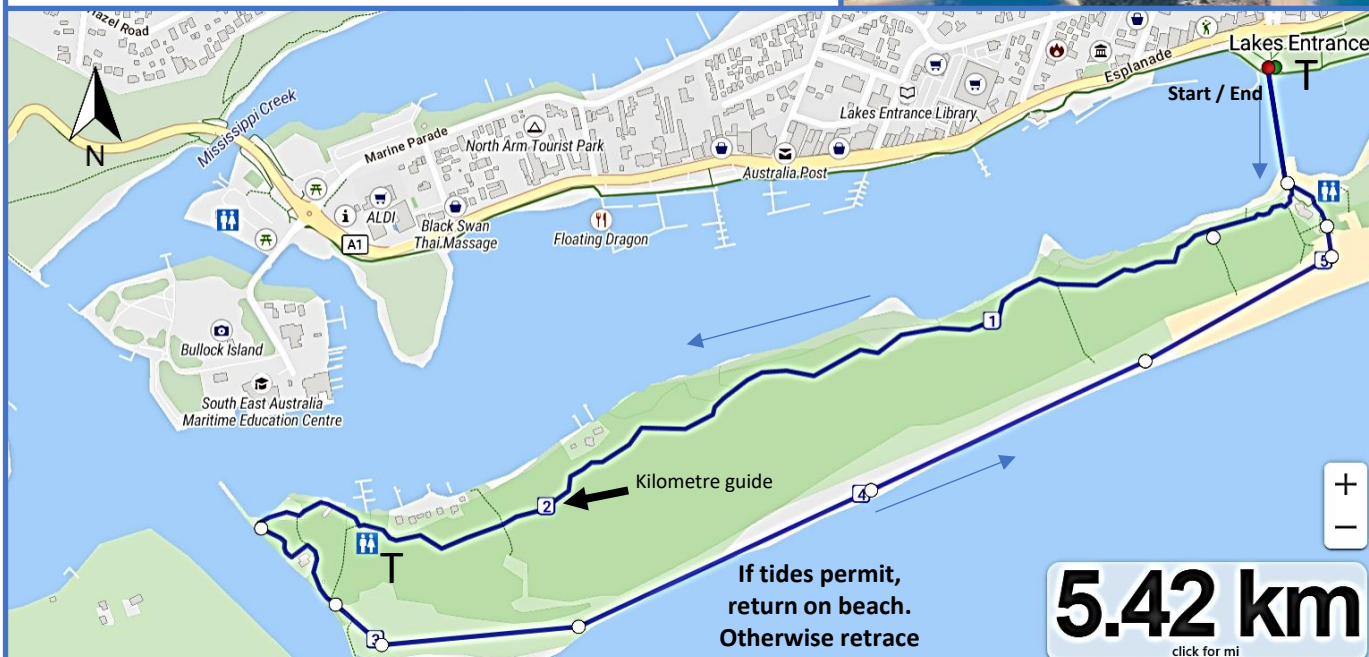 Hazel Road
Lakes Entrance
T
Start / End
Esplanade
Lakes Entrance Library
Mississippi Creek
N
Marine Parade
North Arm Tourist Park
Australia Post
ALDI
A1
Black Swan
Thai Massage
Floating Dragon
5
1
Bullock Island
South East Australia
Maritime Education Centre
Kilometre guide
2
4
+
−
T
3
If tides permit,
return on beach.
Otherwise retrace
5.42 km
click for mi